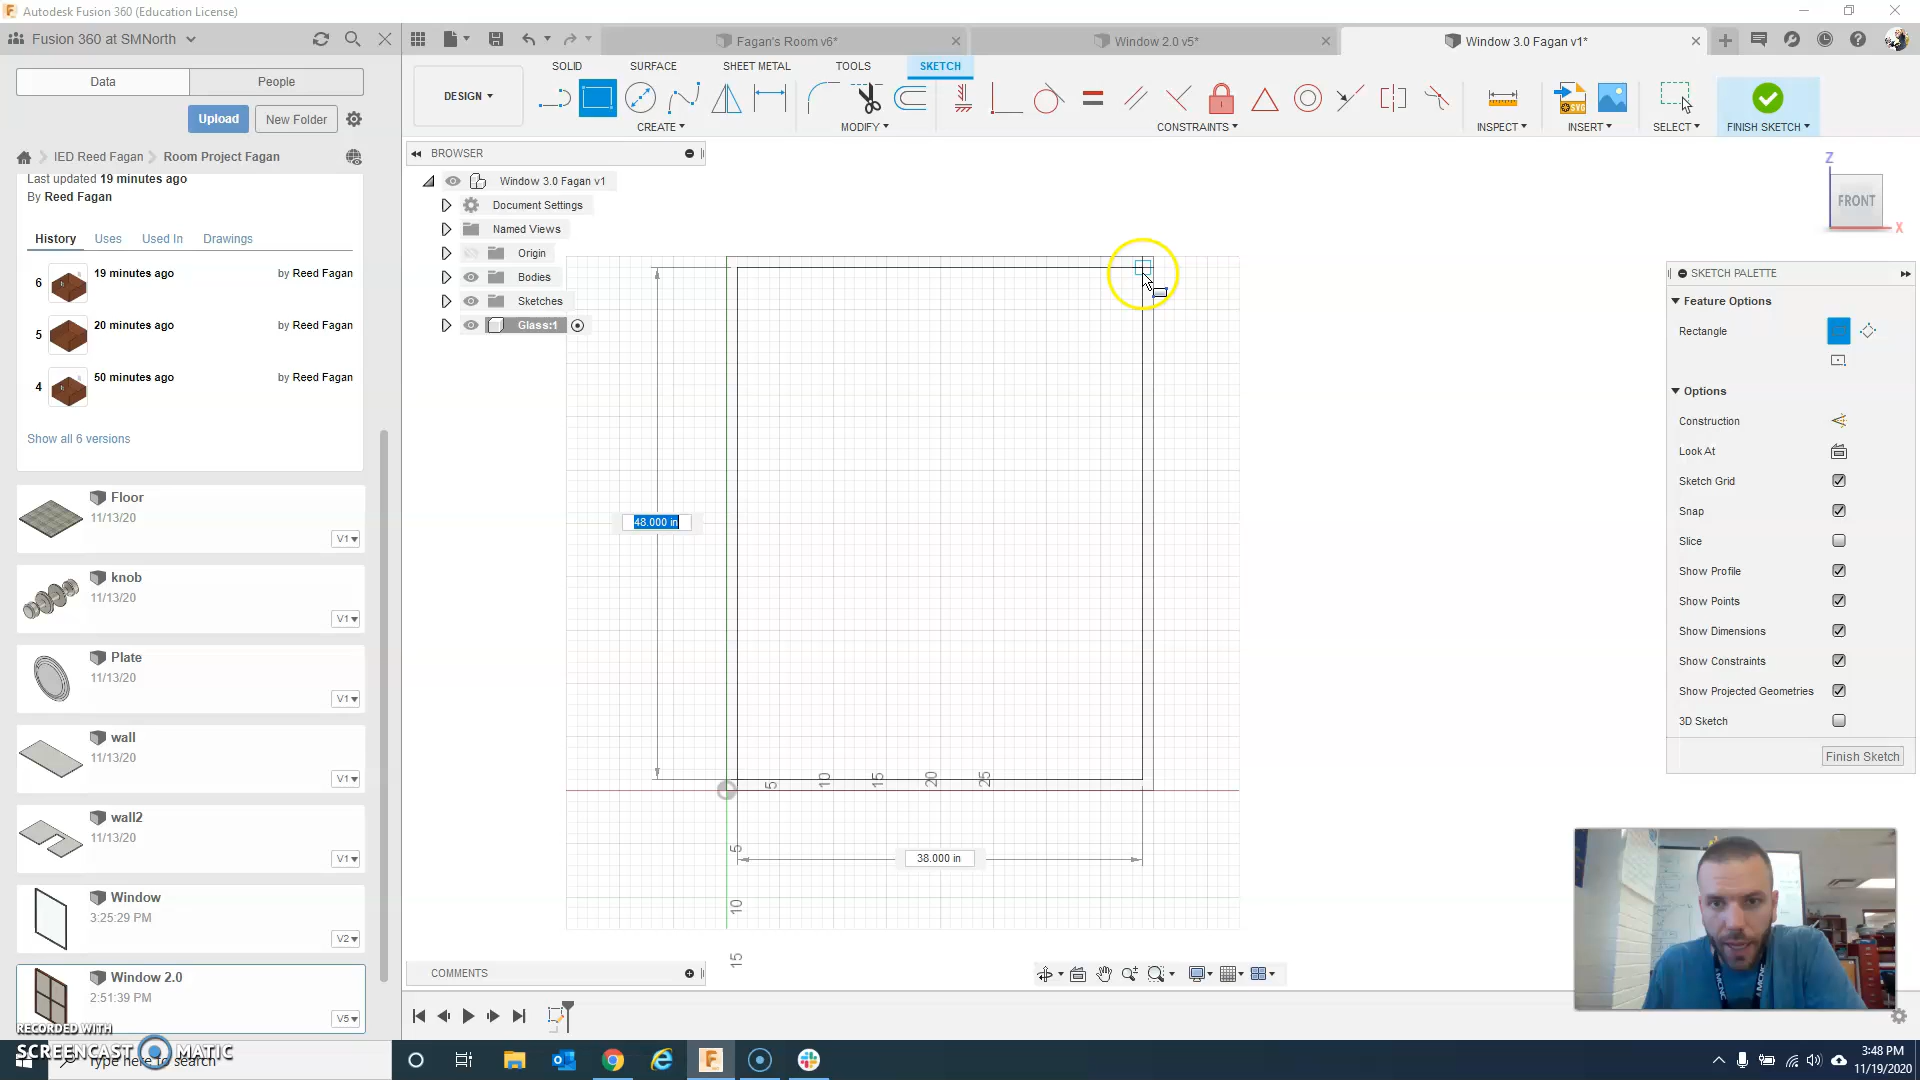 Autodesk Fusion 360 (Education License)
Fusion 360 at SMNorth
Fagan's Room v6*
Window 2.0 v5*
Window 3.0 Fagan v1*
SOLID
SURFACE
SHEET METAL
TOOLS
SKETCH
DESIGN
CREATE
MODIFY
CONSTRAINTS
INSPECT
SVG
INSERT
SELECT
FINISH SKETCH
Data
People
Upload
New Folder
IED Reed Fagan
Room Project Fagan
Last updated 19 minutes ago
By Reed Fagan
History
Uses
Used In
Drawings
6
19 minutes ago
by Reed Fagan
5
20 minutes ago
by Reed Fagan
4
50 minutes ago
by Reed Fagan
Show all 6 versions
Floor
11/13/20
V1
knob
11/13/20
V1
Plate
11/13/20
V1
wall
11/13/20
V1
wall2
11/13/20
V1
Window
3:25:29 PM
V2
Window 2.0
2:51:39 PM
V5
BROWSER
Window 3.0 Fagan v1
Document Settings
Named Views
Origin
Bodies
Sketches
Glass:1
48.000 in
38.000 in
5
10
15
20
25
5
10
15
Z
FRONT
X
SKETCH PALETTE
Feature Options
Rectangle
Options
Construction
Look At
Sketch Grid
Snap
Slice
Show Profile
Show Points
Show Dimensions
Show Constraints
Show Projected Geometries
3D Sketch
Finish Sketch
COMMENTS
RECORDED WITH
SCREENCAST MATIC
Type here to search
3:48 PM
11/19/2020